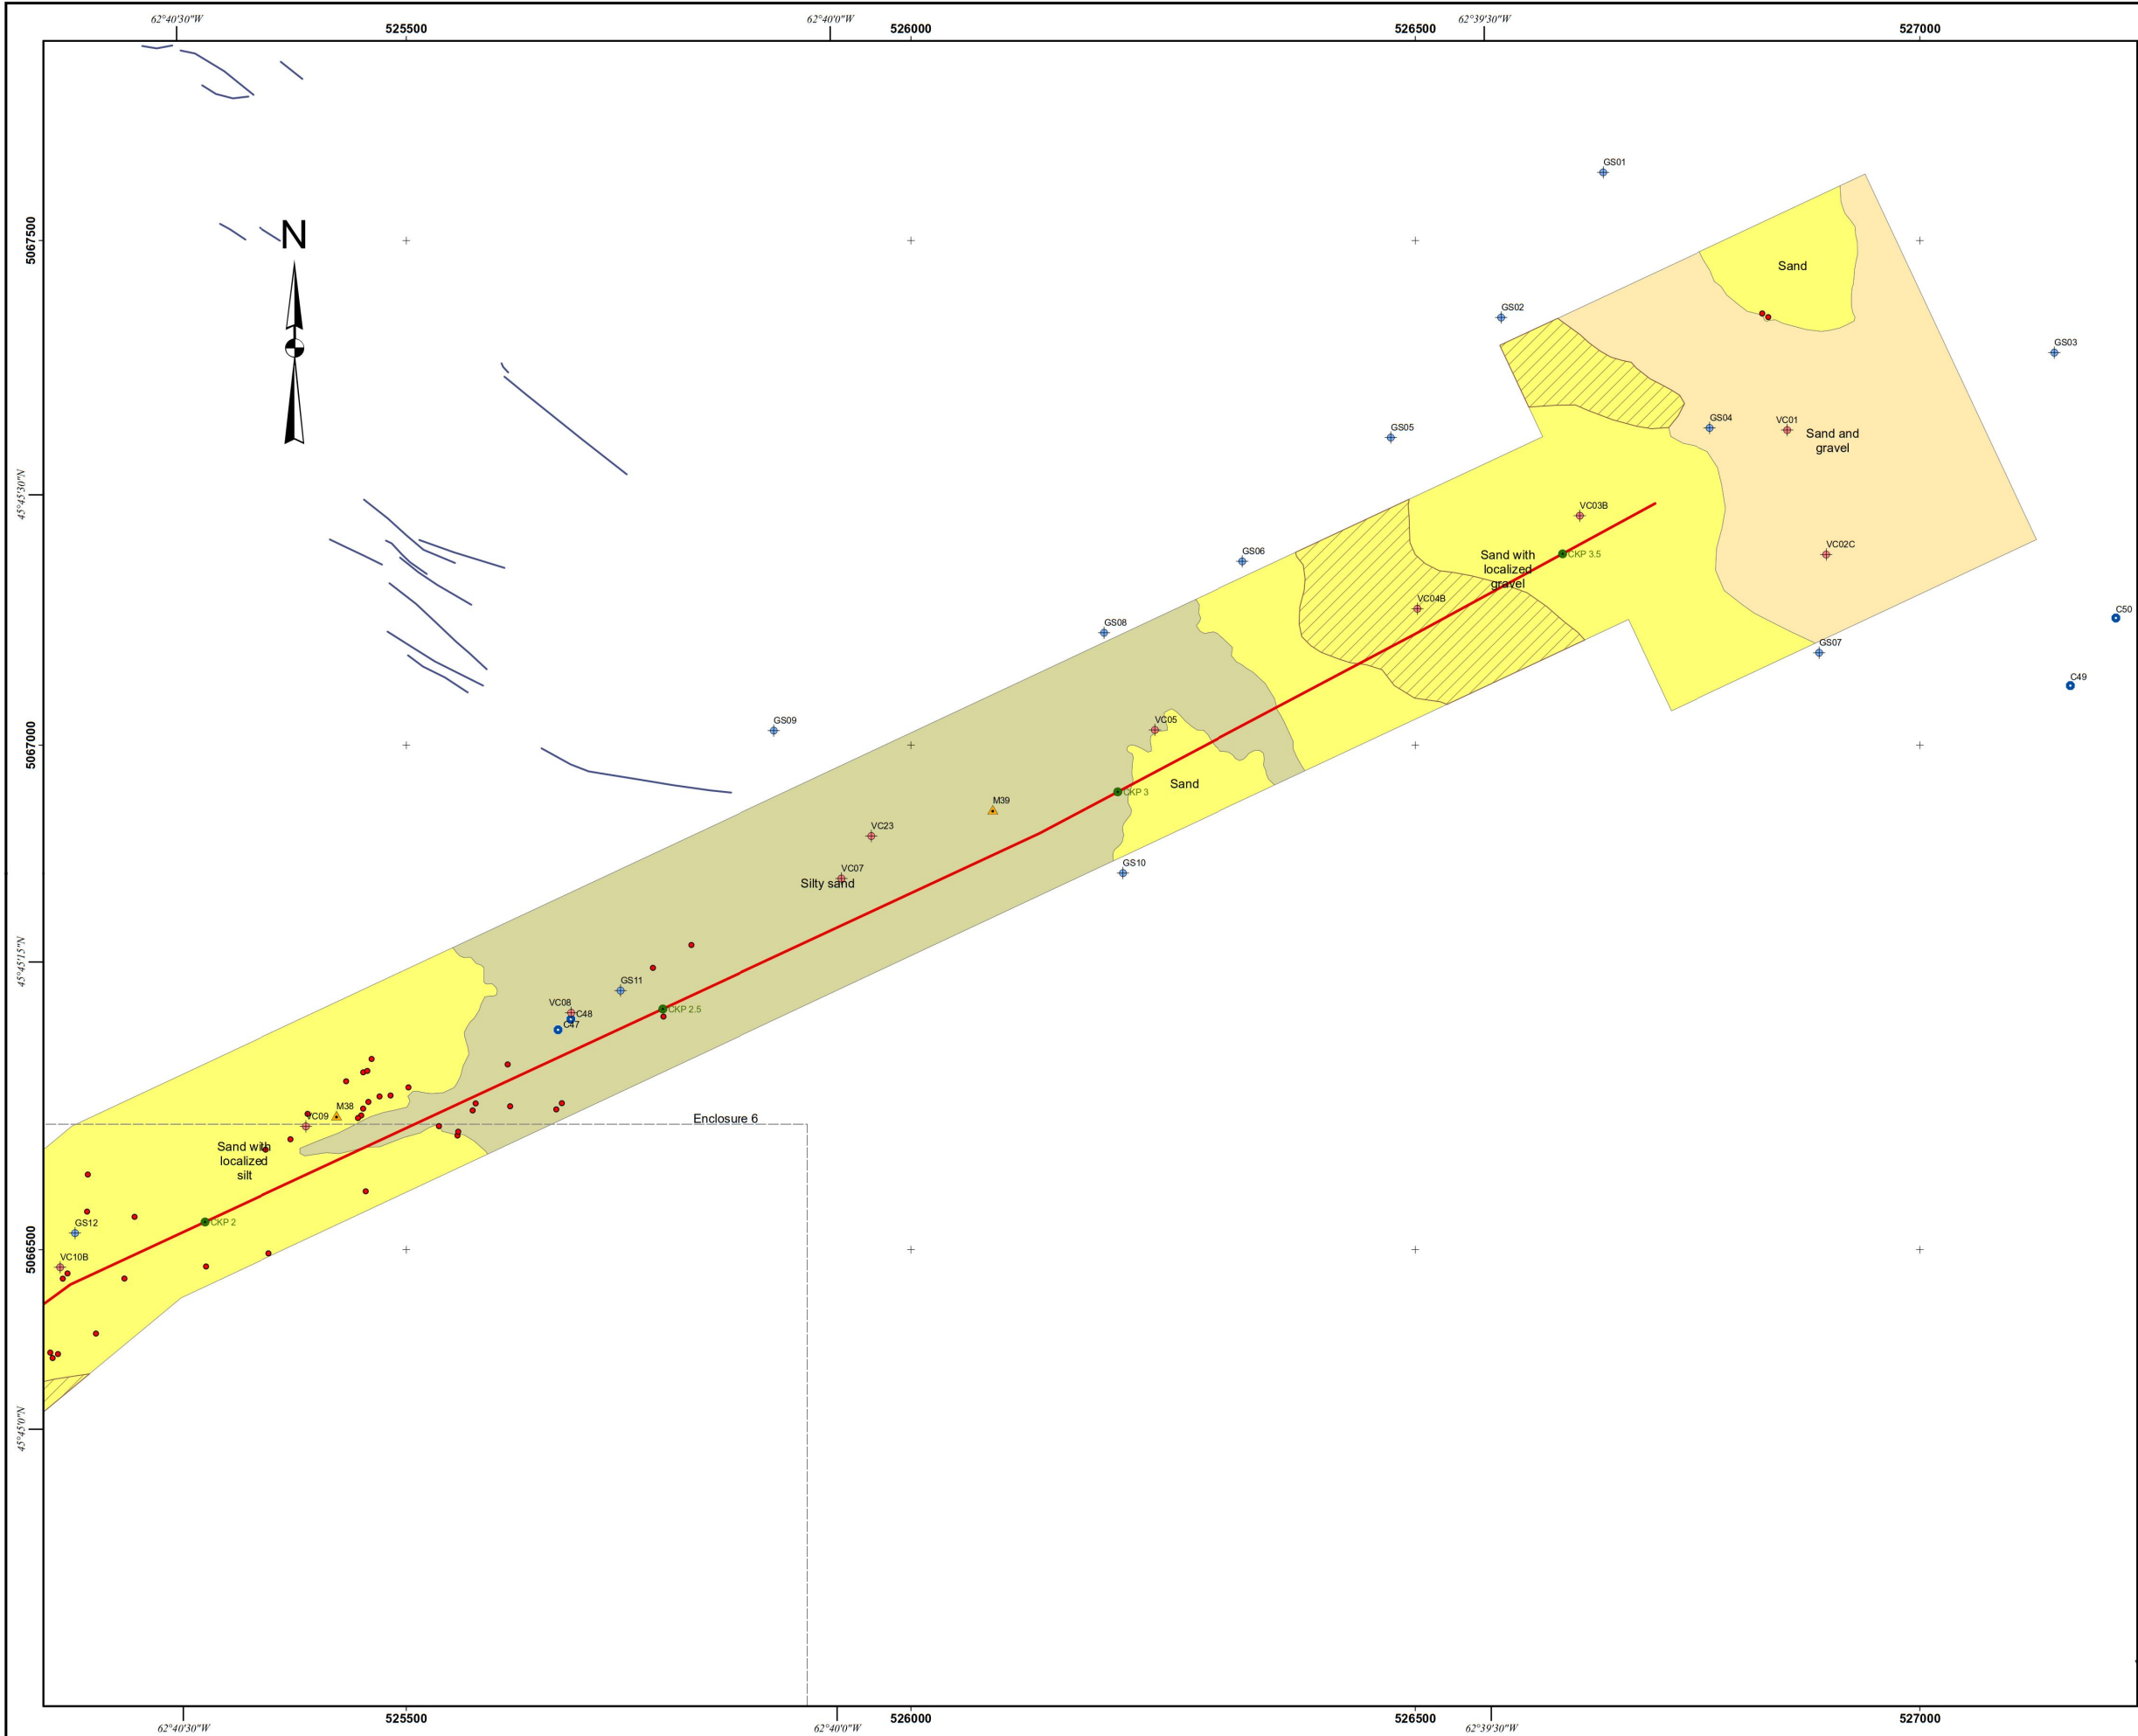 62°40'30"W
62°40'0"W
62°39'30"W
525500
526000
526500
527000
GS01
5067500
N
Sand
GS02
GS03
GS04
VC01
GS05
Sand and
gravel
45°45'30"N
VC03B
VC02C
CKP 3.5
Sand with
localized
gravel
GS06
VC04B
C50
GS08
GS07
C49
5067000
GS09
VC05
Sand
CKP 3
M39
VC23
VC07
GS10
Silty sand
45°45'15"N
GS11
VC08
C48
CKP 2.5
C47
M38
VC09
Enclosure 6
Sand with
localized
silt
CKP 2
GS12
5066500
VC10B
45°45'0"N
525500
526000
526500
527000
62°40'30"W
62°40'0"W
62°39'30"W